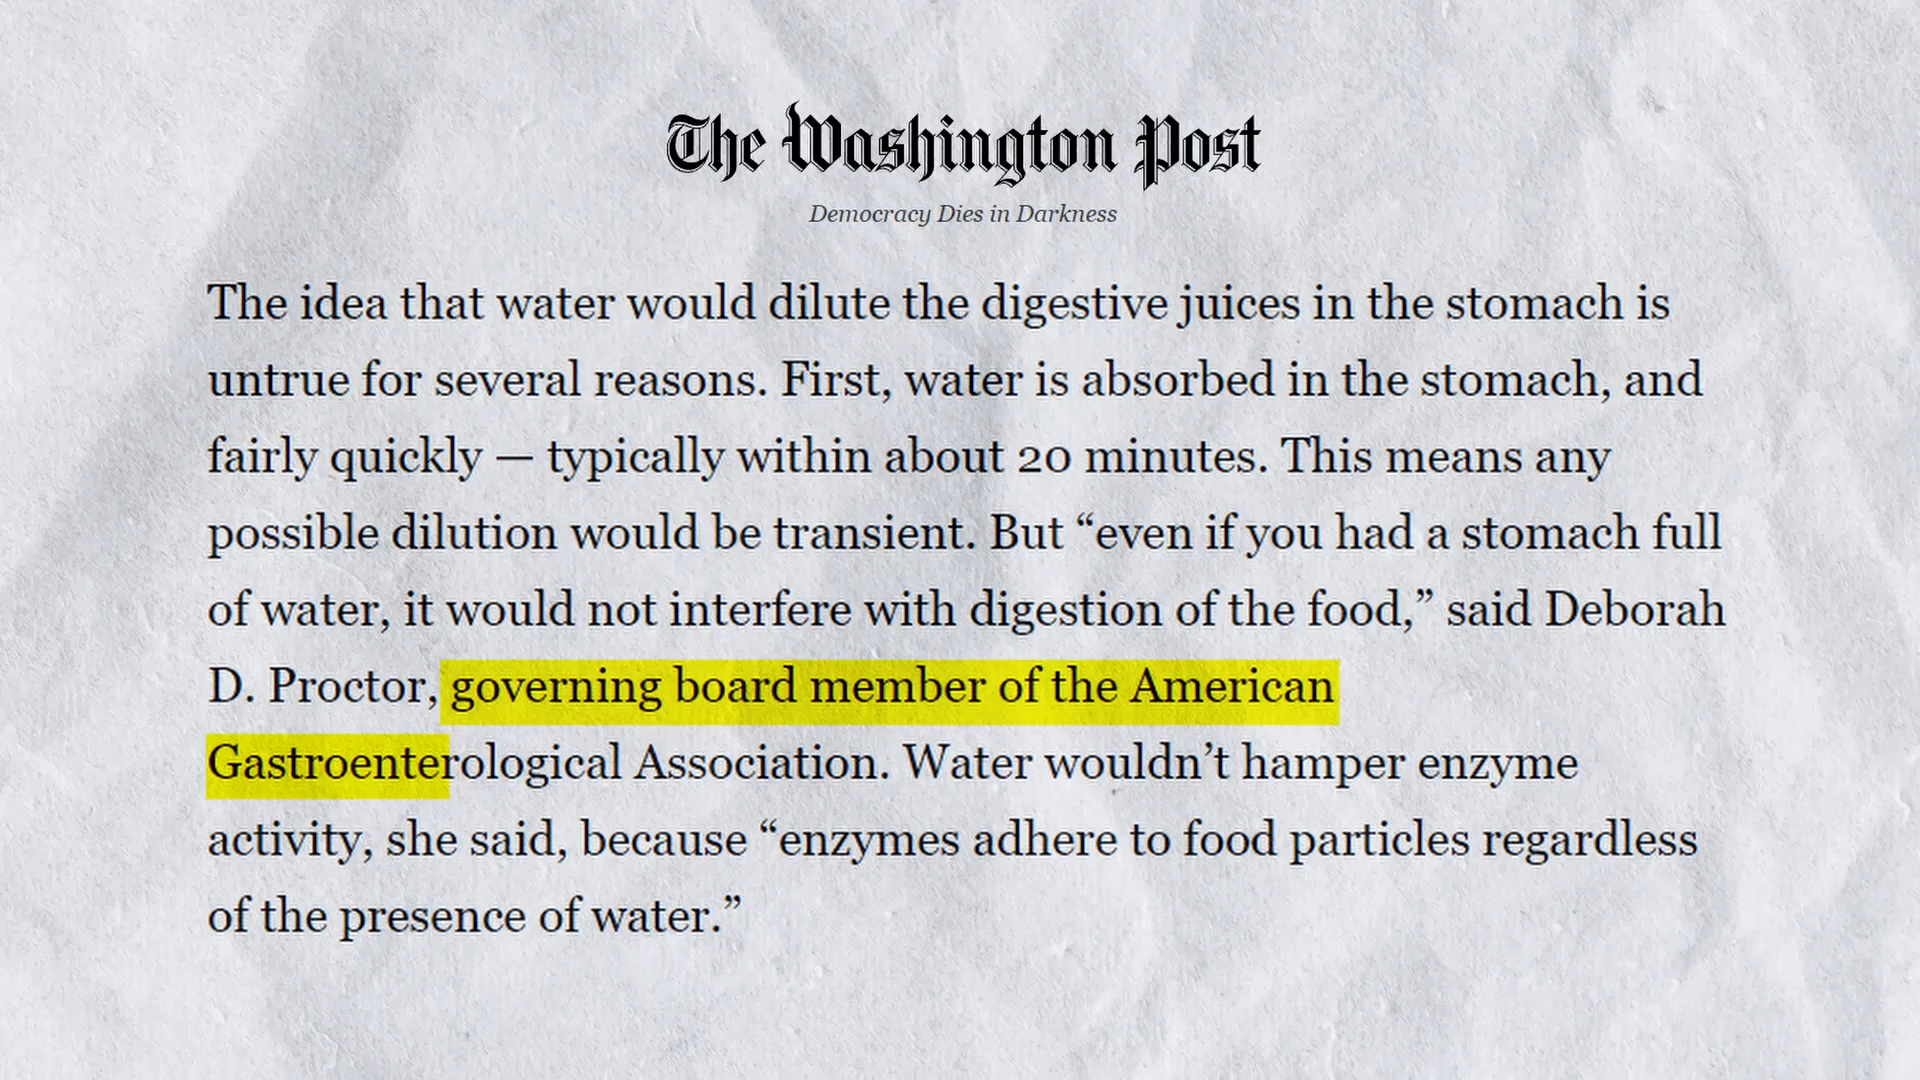 The Washington Post
Democracy Dies in Darkness
The idea that water would dilute the digestive juices in the stomach is
untrue for several reasons. First, water is absorbed in the stomach, and
fairly quickly — typically within about 20 minutes. This means any
possible dilution would be transient. But “even if you had a stomach full
of water, it would not interfere with digestion of the food,” said Deborah
D. Proctor, governing board member of the American
Gastroenterological Association. Water wouldn’t hamper enzyme
activity, she said, because “enzymes adhere to food particles regardless
of the presence of water.”